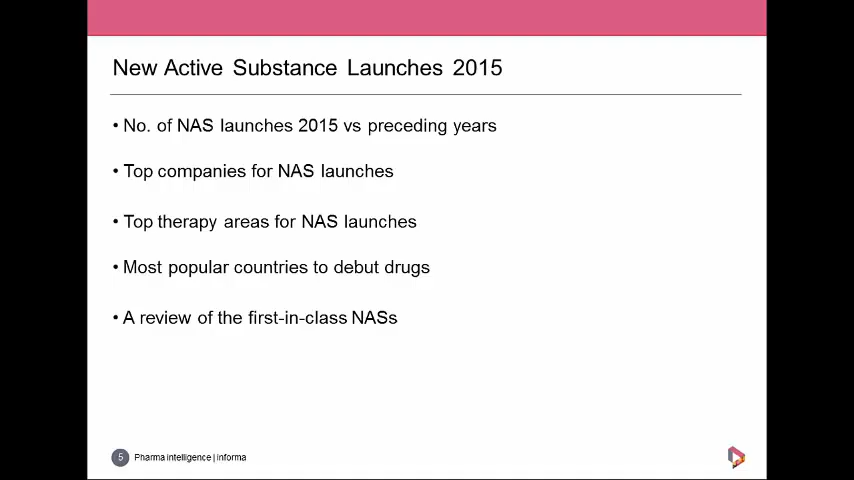 New Active Substance Launches 2015
• No. of NAS launches 2015 vs preceding years
• Top companies for NAS launches
• Top therapy areas for NAS launches
• Most popular countries to debut drugs
• A review of the first-in-class NASs
5 Pharma intelligence | informa